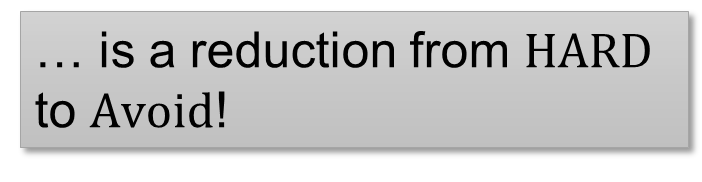 … is a reduction from HARD
to Avoid!